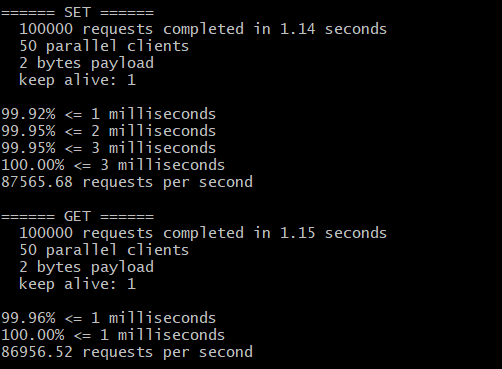 ====== SET ======
  100000 requests completed in 1.14 seconds
  50 parallel clients
  2 bytes payload
  keep alive: 1

99.92% <= 1 milliseconds
99.95% <= 2 milliseconds
99.95% <= 3 milliseconds
100.00% <= 3 milliseconds
87565.68 requests per second

====== GET ======
  100000 requests completed in 1.15 seconds
  50 parallel clients
  2 bytes payload
  keep alive: 1

99.96% <= 1 milliseconds
100.00% <= 1 milliseconds
86956.52 requests per second